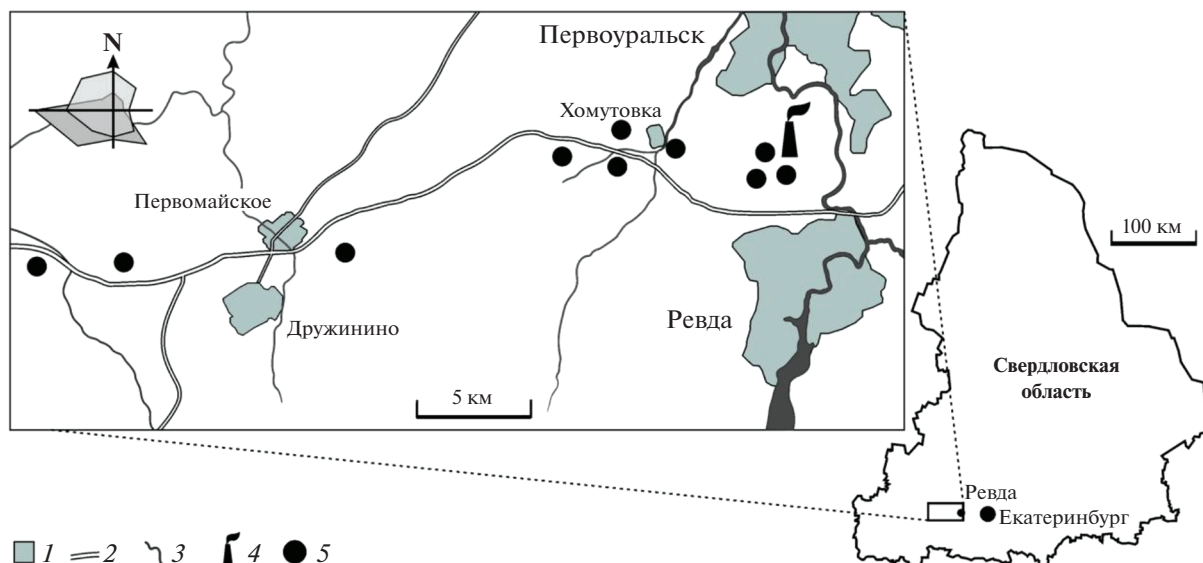 N
Первоуральск
Хомутовка
Первомайское
Дружинино
Ревда
5 км
100 км
Свердловская
область
Ревда
Екатеринбург
1 2 3 4 5